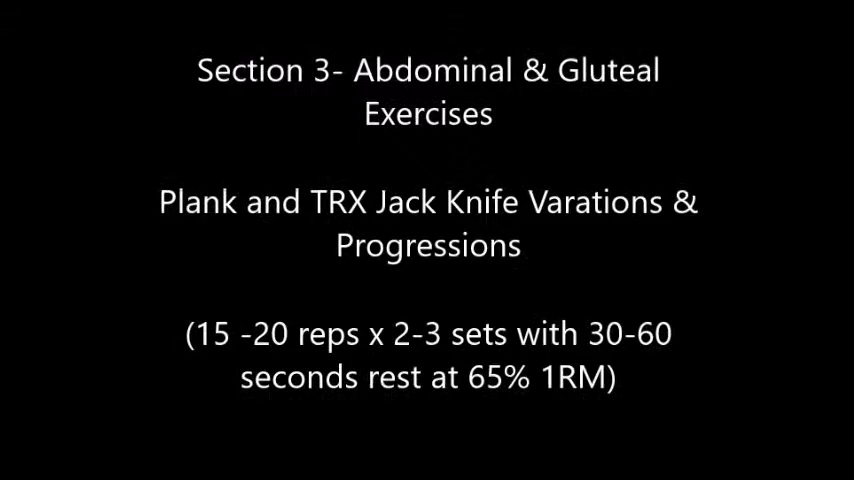 Section 3- Abdominal & Gluteal
Exercises
Plank and TRX Jack Knife Varations &
Progressions
(15 -20 reps x 2-3 sets with 30-60
seconds rest at 65% 1RM)